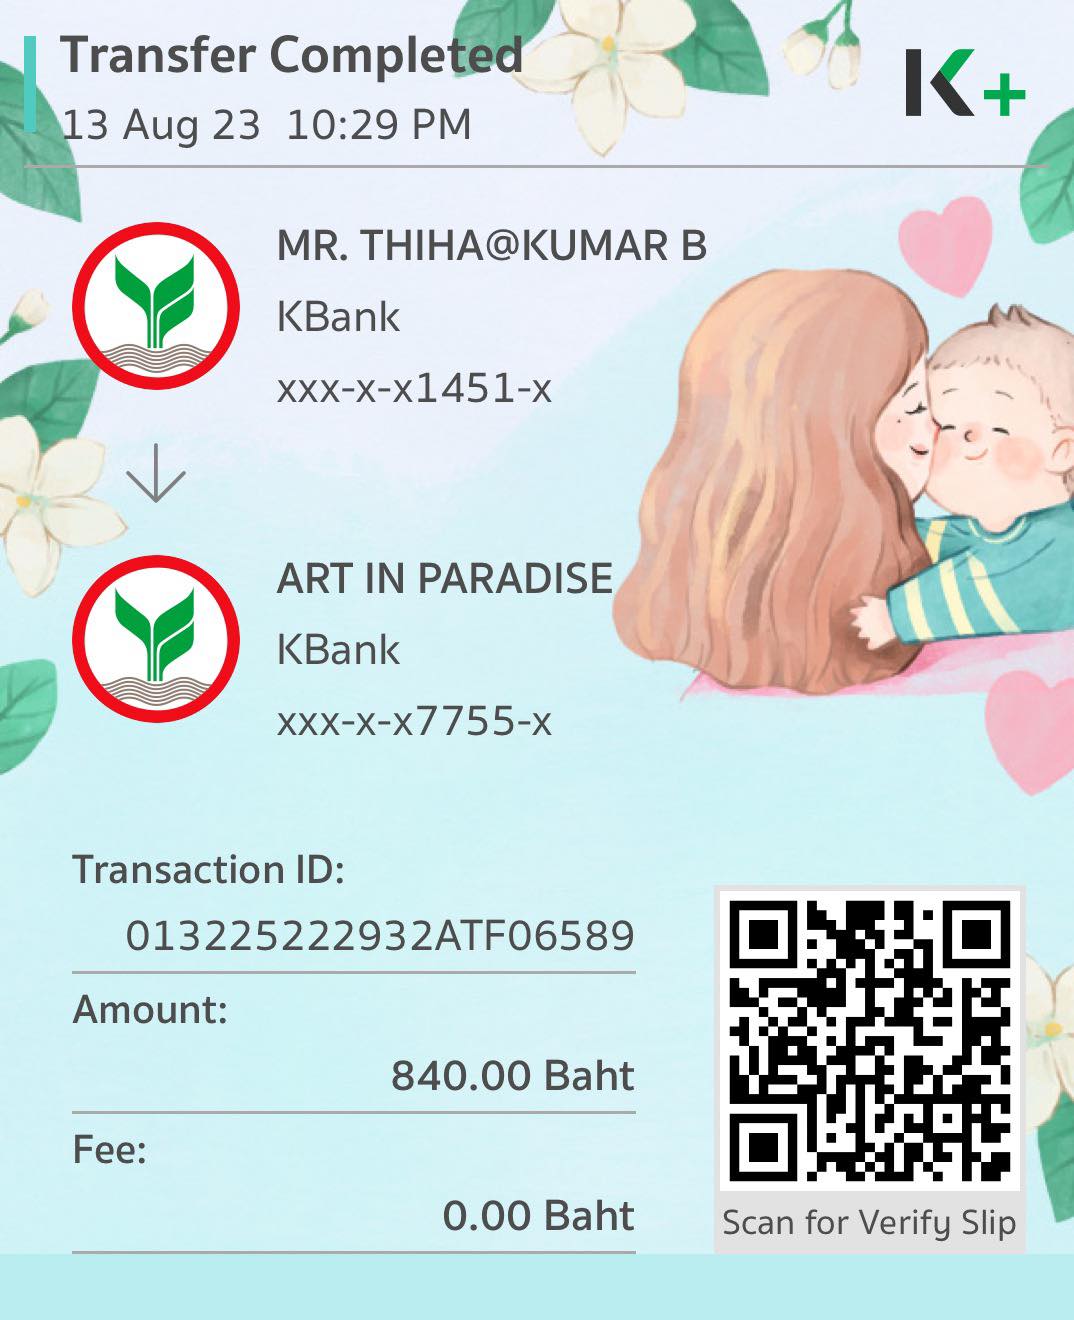 Transfer Completed
13 Aug 23 10:29 PM
K+
MR. THIHA@KUMAR B
KBank
xxx-x-x1451-x
ART IN PARADISE
KBank
xxx-x-x7755-x
Transaction ID:
013225222932ATF06589
Amount:
840.00 Baht
Fee:
0.00 Baht
Scan for Verify Slip